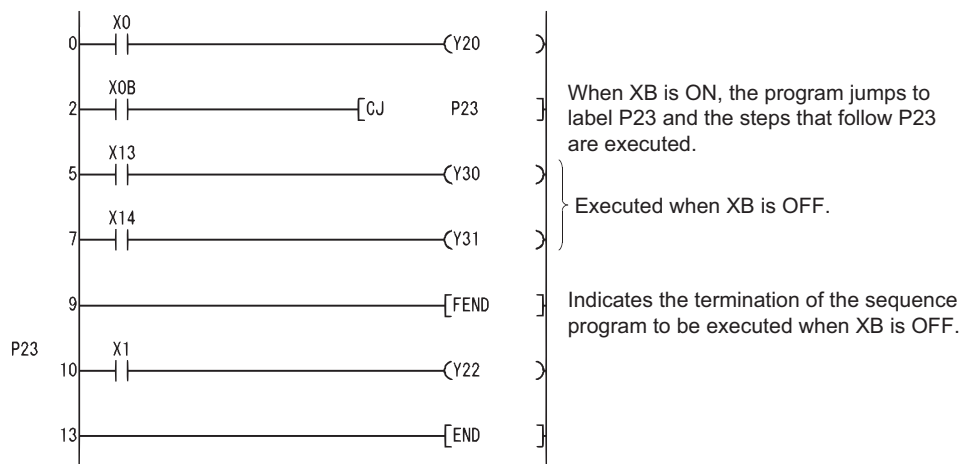 X0
0 (Y20 )
X0B
2 [CJ P23 ]
When XB is ON, the program jumps to
label P23 and the steps that follow P23
are executed.
X13
5 (Y30 )
Executed when XB is OFF.
X14
7 (Y31 )
9 [FEND ]
Indicates the termination of the sequence
program to be executed when XB is OFF.
P23 X1
10 (Y22 )
13 [END ]